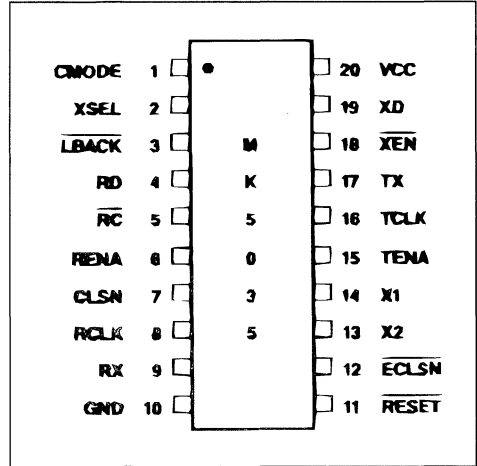 CMODE 1 20 VCC
XSEL 2 19 XD
LBACK 3 M 18 XEN
RD 4 K 17 TX
RC 5 5 16 TCLK
RENA 6 0 15 TENA
CLSN 7 3 14 X1
RCLK 8 5 13 X2
RX 9 12 ECLSN
GND 10 11 RESET